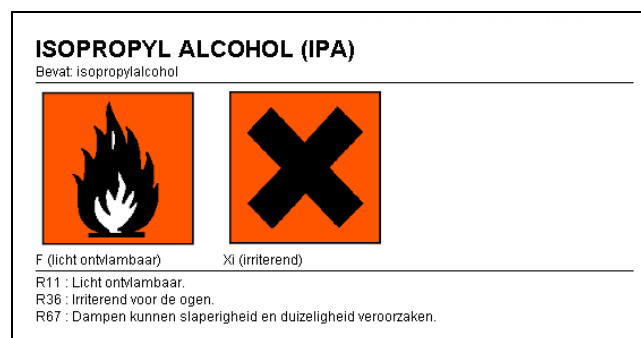 ISOPROPYL ALCOHOL (IPA)
Bevat: isopropylalcohol
F (licht ontvlambaar) Xi (irriterend)
R11 : Licht ontvlambaar.
R36 : Irriterend voor de ogen.
R67 : Dampen kunnen slaperigheid en duizeligheid veroorzaken.